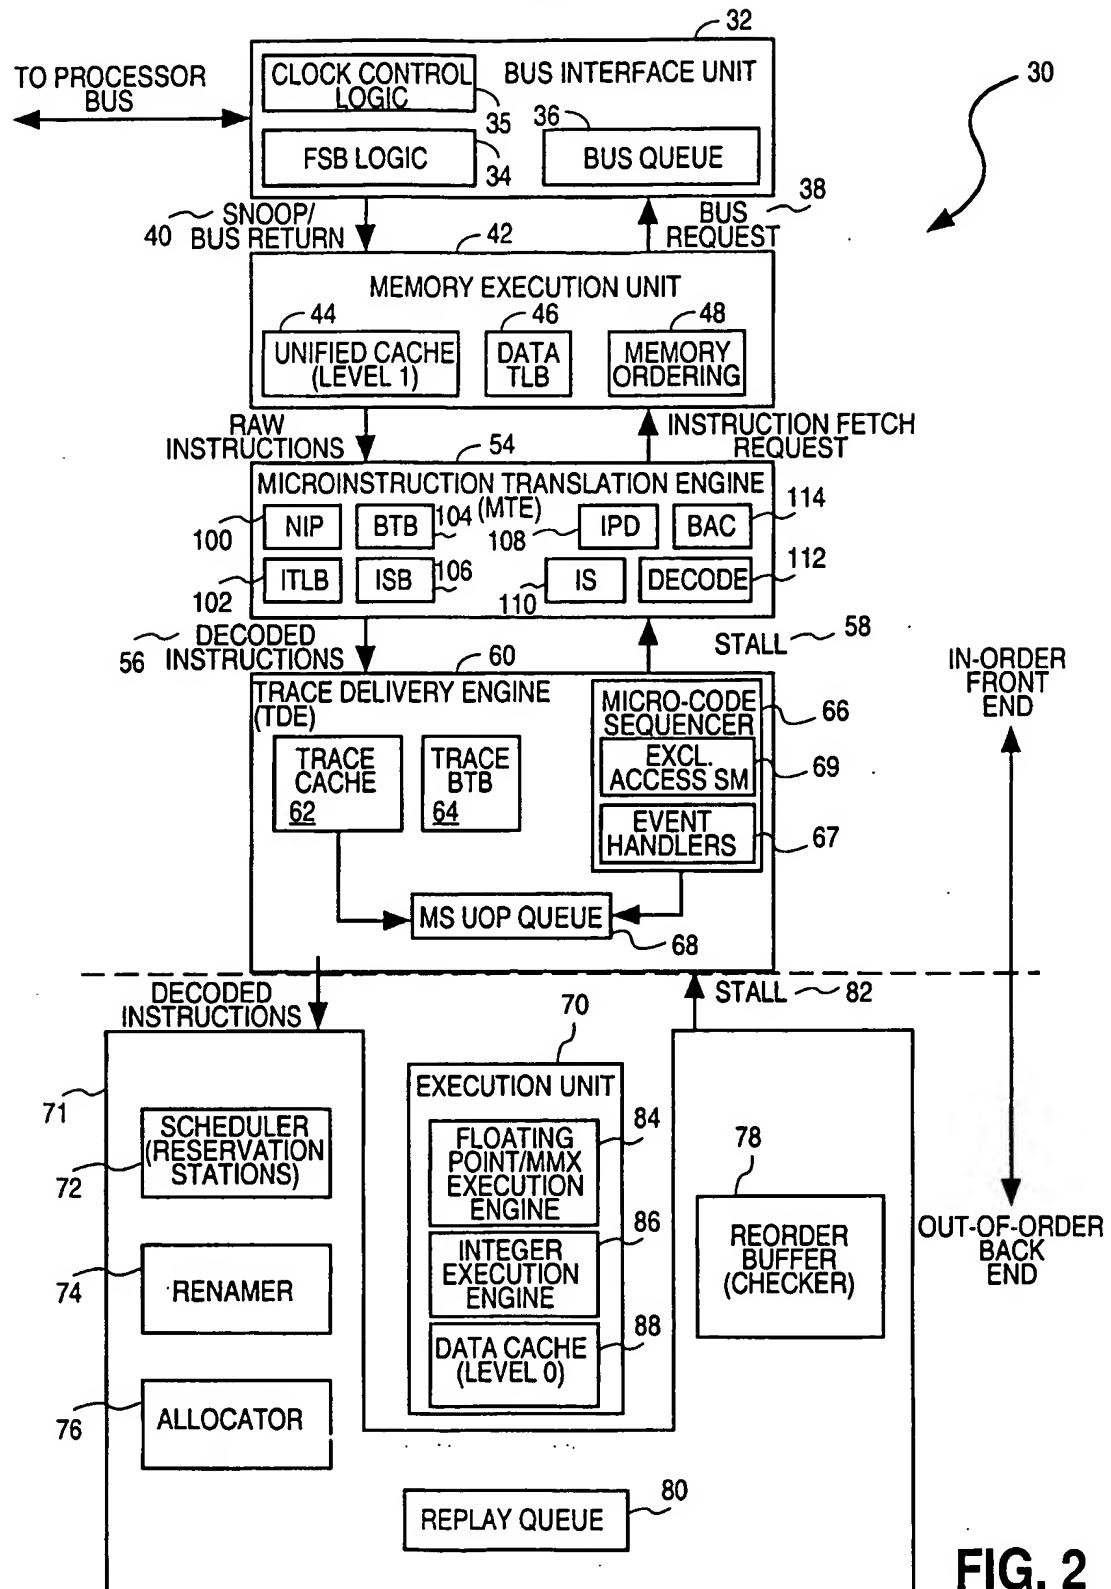 32
CLOCK CONTROL
LOGIC
35
BUS INTERFACE UNIT
TO PROCESSOR
BUS
30
FSB LOGIC
34
36
BUS QUEUE
40
SNOOP/
BUS RETURN
42
BUS
REQUEST
38
MEMORY EXECUTION UNIT
44
UNIFIED CACHE
(LEVEL 1)
46
DATA
TLB
48
MEMORY
ORDERING
RAW
INSTRUCTIONS
54
INSTRUCTION FETCH
REQUEST
MICROINSTRUCTION TRANSLATION ENGINE
(MTE)
100
NIP
BTB
104
108
IPD
BAC
114
102
ITLB
ISB
106
110
IS
DECODE
112
56
DECODED
INSTRUCTIONS
60
STALL
58
TRACE DELIVERY ENGINE
(TDE)
MICRO-CODE
SEQUENCER
66
TRACE
CACHE
62
TRACE
BTB
64
EXCL.
ACCESS SM
69
EVENT
HANDLERS
67
MS UOP QUEUE
68
IN-ORDER
FRONT
END
DECODED
INSTRUCTIONS
STALL
82
71
70
EXECUTION UNIT
SCHEDULER
(RESERVATION
STATIONS)
72
FLOATING
POINT/MMX
EXECUTION
ENGINE
84
78
REORDER
BUFFER
(CHECKER)
OUT-OF-ORDER
BACK
END
74
RENAMER
INTEGER
EXECUTION
ENGINE
86
DATA CACHE
(LEVEL 0)
88
76
ALLOCATOR
REPLAY QUEUE
80
FIG. 2